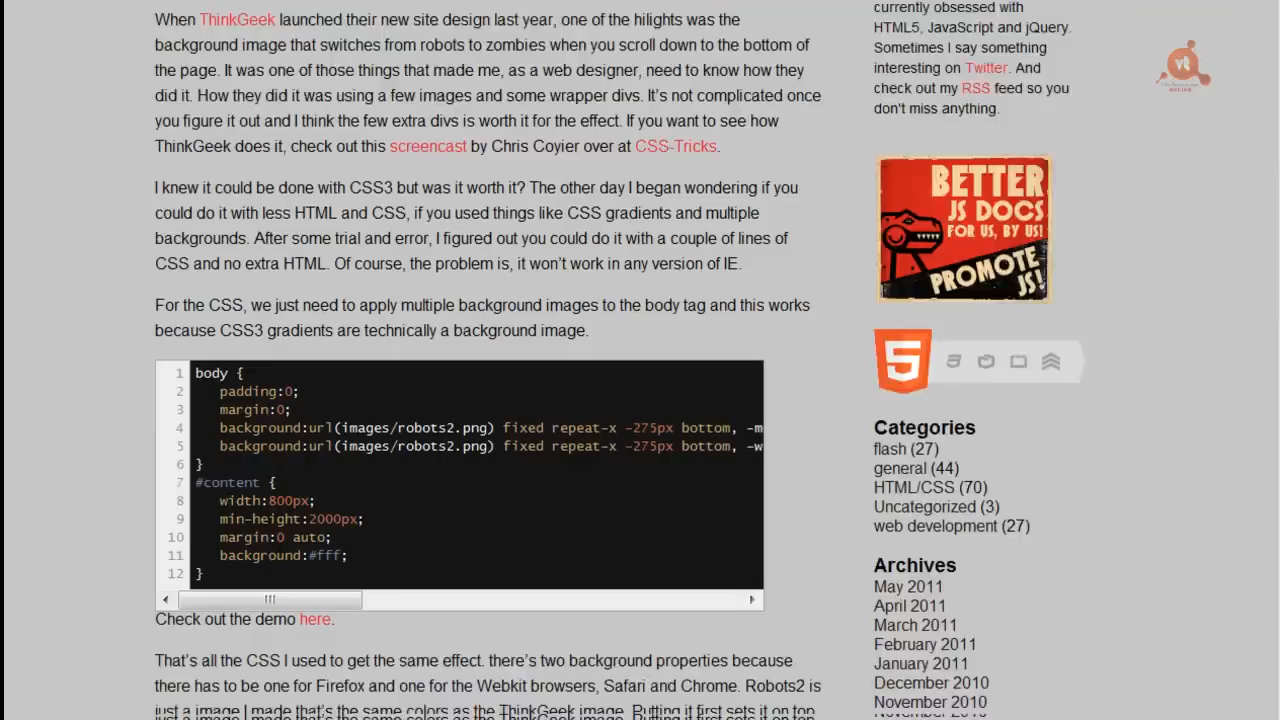 When ThinkGeek launched their new site design last year, one of the hilights was the
background image that switches from robots to zombies when you scroll down to the bottom of
the page. It was one of those things that made me, as a web designer, need to know how they
did it. How they did it was using a few images and some wrapper divs. It's not complicated once
you figure it out and I think the few extra divs is worth it for the effect. If you want to see how
ThinkGeek does it, check out this screencast by Chris Coyier over at CSS-Tricks.
I knew it could be done with CSS3 but was it worth it? The other day I began wondering if you
could do it with less HTML and CSS, if you used things like CSS gradients and multiple
backgrounds. After some trial and error, I figured out you could do it with a couple of lines of
CSS and no extra HTML. Of course, the problem is, it won't work in any version of IE.
For the CSS, we just need to apply multiple background images to the body tag and this works
because CSS3 gradients are technically a background image.
1 body {
2 padding:0;
3 margin:0;
4 background:url(images/robots2.png) fixed repeat-x -275px bottom, -m
5 background:url(images/robots2.png) fixed repeat-x -275px bottom, -w
6 }
7 #content {
8 width:800px;
9 min-height:2000px;
10 margin:0 auto;
11 background:#fff;
12 }
Check out the demo here.
That's all the CSS I used to get the same effect. there's two background properties because
there has to be one for Firefox and one for the Webkit browsers, Safari and Chrome. Robots2 is
just a image I made that's the same colors as the ThinkGeek image. Putting it first sets it on top
currently obsessed with
HTML5, JavaScript and jQuery.
Sometimes I say something
interesting on Twitter. And
check out my RSS feed so you
don't miss anything.
vt
BETTER
JS DOCS
FOR US, BY US!
PROMOTE
JS!
5
Categories
flash (27)
general (44)
HTML/CSS (70)
Uncategorized (3)
web development (27)
Archives
May 2011
April 2011
March 2011
February 2011
January 2011
December 2010
November 2010